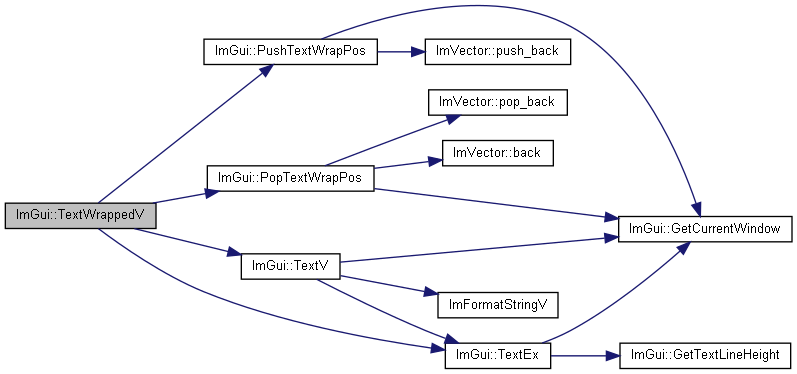 ImGui::PushTextWrapPos
ImVector::push_back
ImVector::pop_back
ImVector::back
ImGui::PopTextWrapPos
ImGui::TextWrappedV
ImGui::GetCurrentWindow
ImGui::TextV
ImFormatStringV
ImGui::TextEx
ImGui::GetTextLineHeight